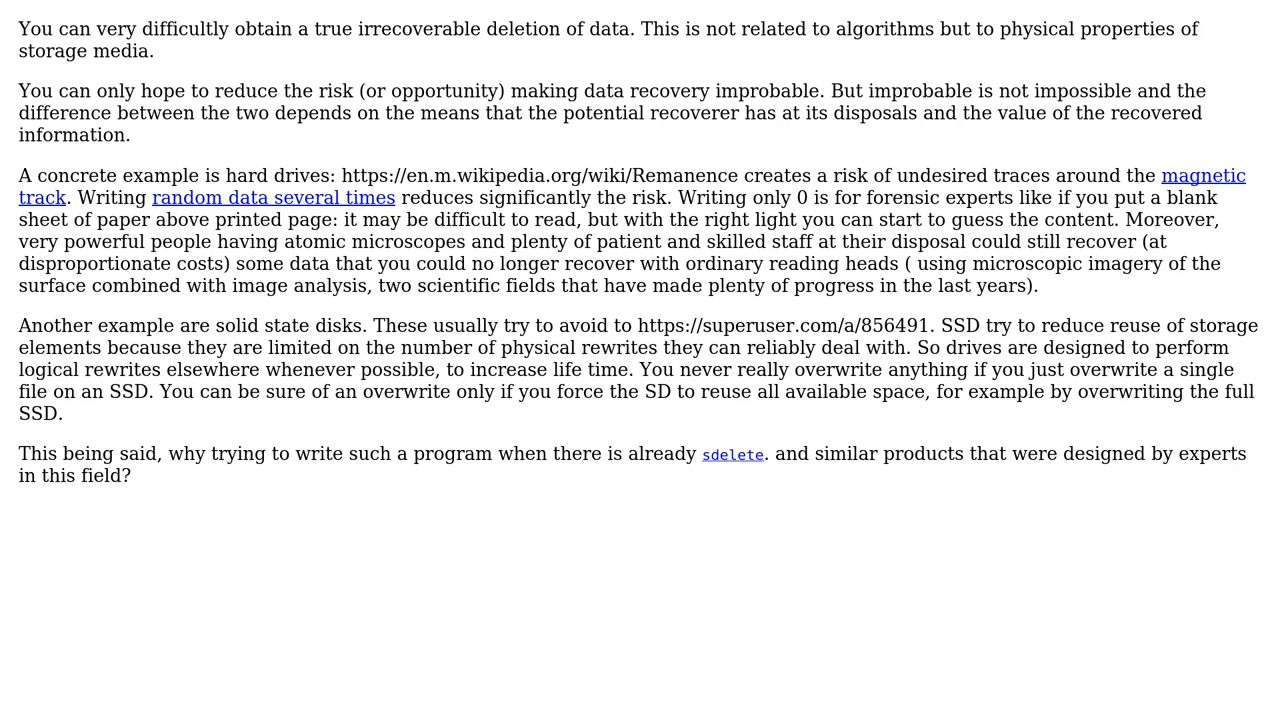 You can very difficultly obtain a true irrecoverable deletion of data. This is not related to algorithms but to physical properties of
storage media.
You can only hope to reduce the risk (or opportunity) making data recovery improbable. But improbable is not impossible and the
difference between the two depends on the means that the potential recoverer has at its disposals and the value of the recovered
information.
A concrete example is hard drives: https://en.m.wikipedia.org/wiki/Remanence creates a risk of undesired traces around the magnetic
track. Writing random data several times reduces significantly the risk. Writing only 0 is for forensic experts like if you put a blank
sheet of paper above printed page: it may be difficult to read, but with the right light you can start to guess the content. Moreover,
very powerful people having atomic microscopes and plenty of patient and skilled staff at their disposal could still recover (at
disproportionate costs) some data that you could no longer recover with ordinary reading heads ( using microscopic imagery of the
surface combined with image analysis, two scientific fields that have made plenty of progress in the last years).
Another example are solid state disks. These usually try to avoid to https://superuser.com/a/856491. SSD try to reduce reuse of storage
elements because they are limited on the number of physical rewrites they can reliably deal with. So drives are designed to perform
logical rewrites elsewhere whenever possible, to increase life time. You never really overwrite anything if you just overwrite a single
file on an SSD. You can be sure of an overwrite only if you force the SD to reuse all available space, for example by overwriting the full
SSD.
This being said, why trying to write such a program when there is already sdelete. and similar products that were designed by experts
in this field?